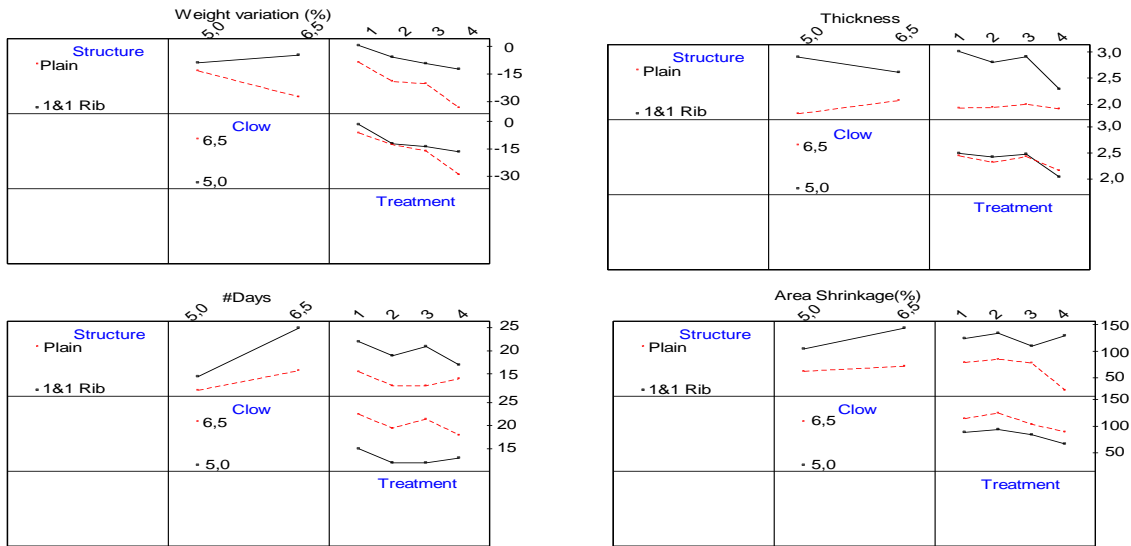 Weight variation (%)
5,0 6,5 1 2 3 4
Structure
Plain
1&1 Rib
0
-15
-30
Clow
6,5
5,0
0
-15
-30
Treatment
Thickness
5,0 6,5 1 2 3 4
Structure
Plain
1&1 Rib
3,0
2,5
2,0
Clow
6,5
5,0
3,0
2,5
2,0
Treatment
#Days
5,0 6,5 1 2 3 4
Structure
Plain
1&1 Rib
25
20
15
Clow
6,5
5,0
25
20
15
Treatment
Area Shrinkage(%)
5,0 6,5 1 2 3 4
Structure
Plain
1&1 Rib
150
100
50
Clow
6,5
5,0
150
100
50
Treatment